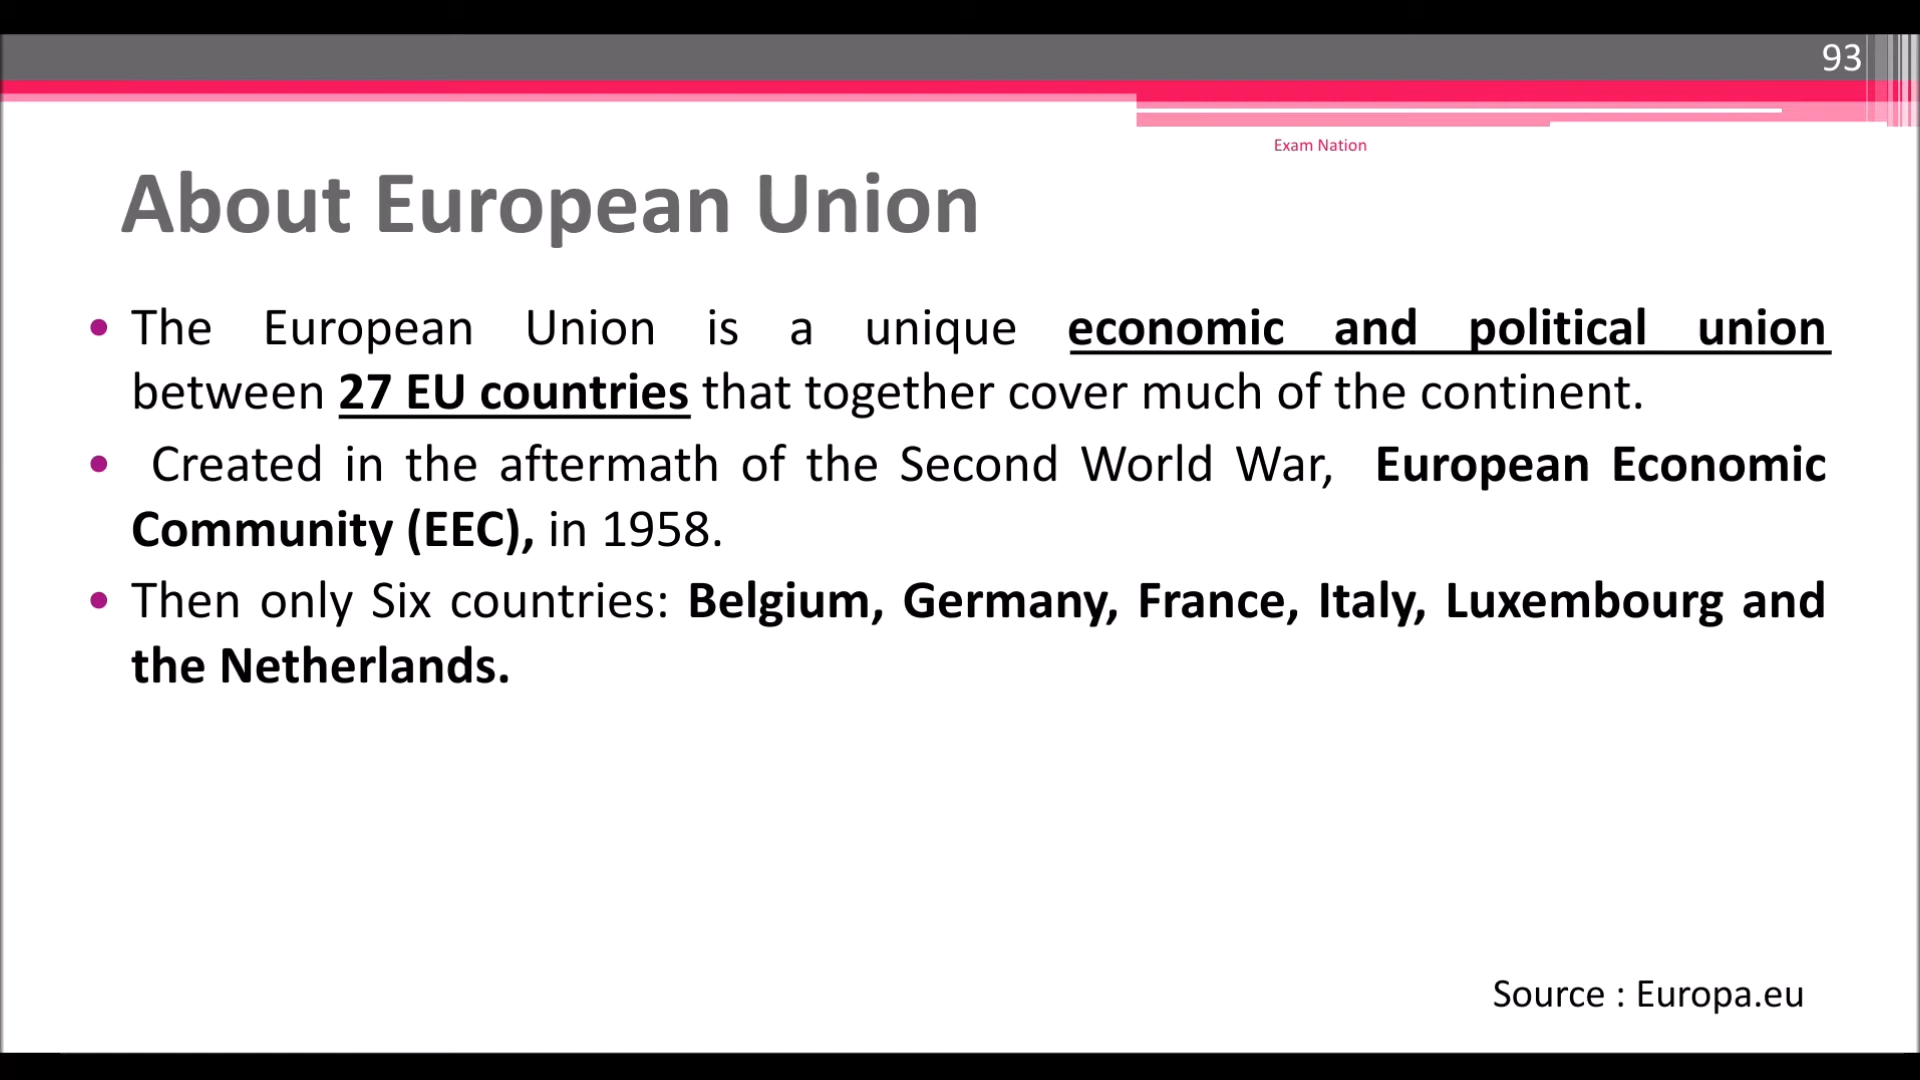 93
Exam Nation
About European Union
• The European Union is a unique economic and political union
between 27 EU countries that together cover much of the continent.
• Created in the aftermath of the Second World War, European Economic
Community (EEC), in 1958.
• Then only Six countries: Belgium, Germany, France, Italy, Luxembourg and
the Netherlands.
Source : Europa.eu